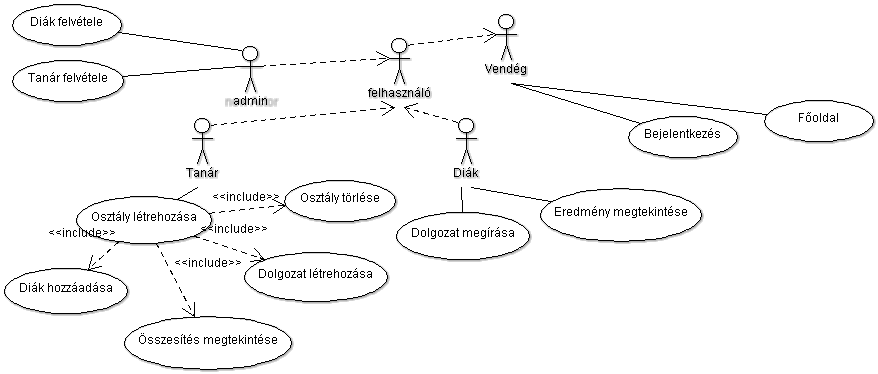 Diák felvétele
Tanár felvétele
admin
felhasználó
Vendég
Bejelentkezés
Főoldal
Tanár
Diák
Osztály létrehozása
<<include>>
Osztály törlése
<<include>>
<<include>>
<<include>>
Dolgozat létrehozása
Diák hozzáadása
Összesítés megtekintése
Dolgozat megírása
Eredmény megtekintése